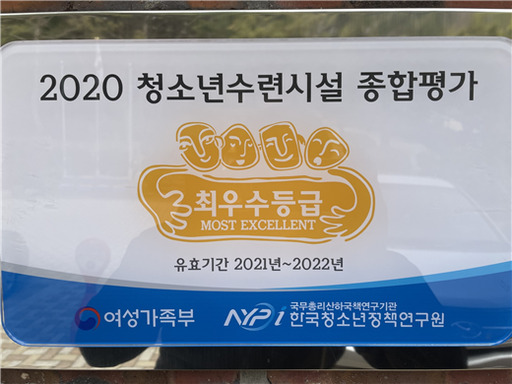 2020 청소년수련시설 종합평가
최우수등급
MOST EXCELLENT
유효기간 2021년~2022년
여성가족부
NYPi
국무총리산하국책연구기관
한국청소년정책연구원